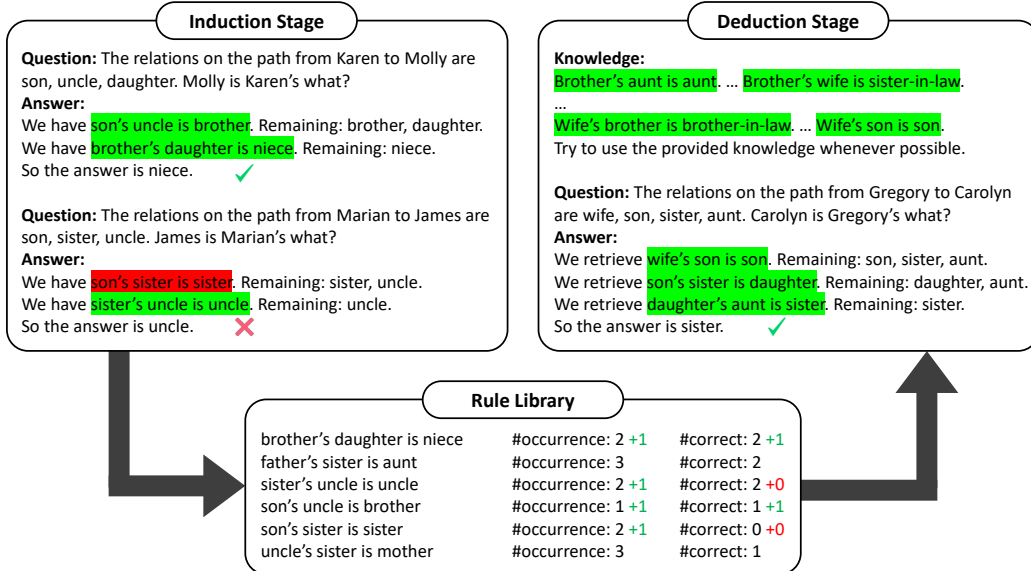 Induction Stage
Question: The relations on the path from Karen to Molly are
son, uncle, daughter. Molly is Karen's what?
Answer:
We have son's uncle is brother. Remaining: brother, daughter.
We have brother's daughter is niece. Remaining: niece.
So the answer is niece.
Question: The relations on the path from Marian to James are
son, sister, uncle. James is Marian's what?
Answer:
We have son's sister is sister. Remaining: sister, uncle.
We have sister's uncle is uncle. Remaining: uncle.
So the answer is uncle.
Deduction Stage
Knowledge:
Brother's aunt is aunt. ... Brother's wife is sister-in-law.
...
Wife's brother is brother-in-law. ... Wife's son is son.
Try to use the provided knowledge whenever possible.
Question: The relations on the path from Gregory to Carolyn
are wife, son, sister, aunt. Carolyn is Gregory's what?
Answer:
We retrieve wife's son is son. Remaining: son, sister, aunt.
We retrieve son's sister is daughter. Remaining: daughter, aunt.
We retrieve daughter's aunt is sister. Remaining: sister.
So the answer is sister.
Rule Library
brother's daughter is niece #occurrence: 2 +1 #correct: 2 +1
father's sister is aunt #occurrence: 3 #correct: 2
sister's uncle is uncle #occurrence: 2 +1 #correct: 2 +0
son's uncle is brother #occurrence: 1 +1 #correct: 1 +1
son's sister is sister #occurrence: 2 +1 #correct: 0 +0
uncle's sister is mother #occurrence: 3 #correct: 1